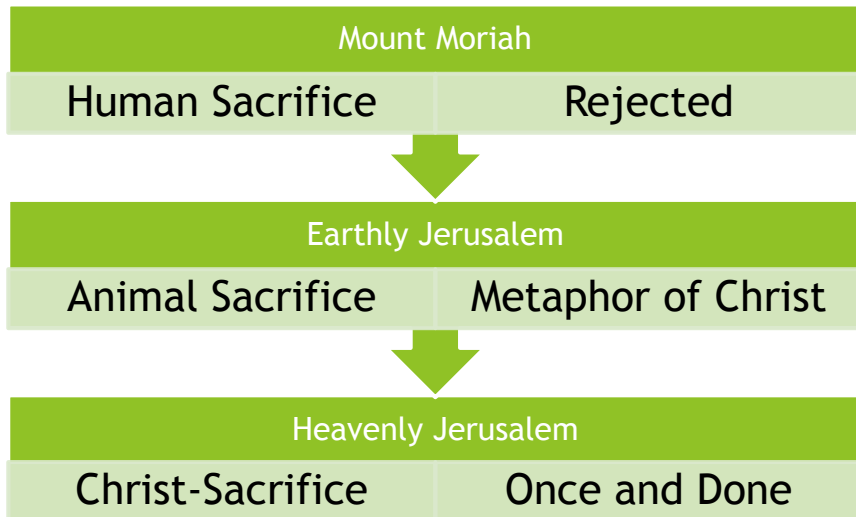 Mount Moriah
Human Sacrifice Rejected
Earthly Jerusalem
Animal Sacrifice Metaphor of Christ
Heavenly Jerusalem
Christ-Sacrifice Once and Done